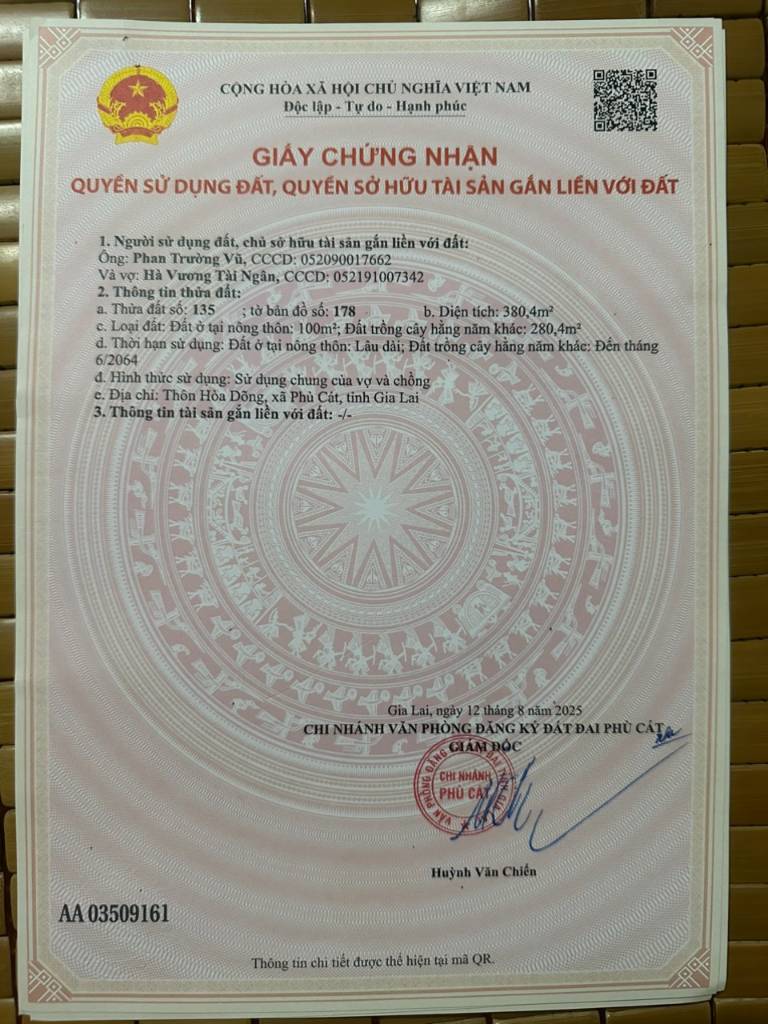 CỘNG HÒA XÃ HỘI CHỦ NGHĨA VIỆT NAM
Độc lập - Tự do - Hạnh phúc
GIẤY CHỨNG NHẬN
QUYỀN SỬ DỤNG ĐẤT, QUYỀN SỞ HỮU TÀI SẢN GẮN LIỀN VỚI ĐẤT
1. Người sử dụng đất, chủ sở hữu tài sản gắn liền với đất:
Ông: Phan Trường Vũ, CCCD: 052090017662
Và vợ: Hà Vương Tài Ngân, CCCD: 052191007342
2. Thông tin thửa đất:
a. Thửa đất số: 135 ; tờ bản đồ số: 178 b. Diện tích: 380,4m²
c. Loại đất: Đất ở tại nông thôn: 100m²; Đất trồng cây hằng năm khác: 280,4m²
d. Thời hạn sử dụng: Đất ở tại nông thôn: Lâu dài; Đất trồng cây hằng năm khác: Đến tháng
6/2064
đ. Hình thức sử dụng: Sử dụng chung của vợ và chồng
e. Địa chỉ: Thôn Hòa Dõng, xã Phù Cát, tỉnh Gia Lai
3. Thông tin tài sản gắn liền với đất: -/-
Gia Lai, ngày 12 tháng 8 năm 2025
CHI NHÁNH VĂN PHÒNG ĐĂNG KÝ ĐẤT ĐAI PHÙ CÁT
GIÁM ĐỐC
CHI NHÁNH
PHÙ CÁT
Huỳnh Văn Chiến
AA 03509161
Thông tin chi tiết được thể hiện tại mã QR.